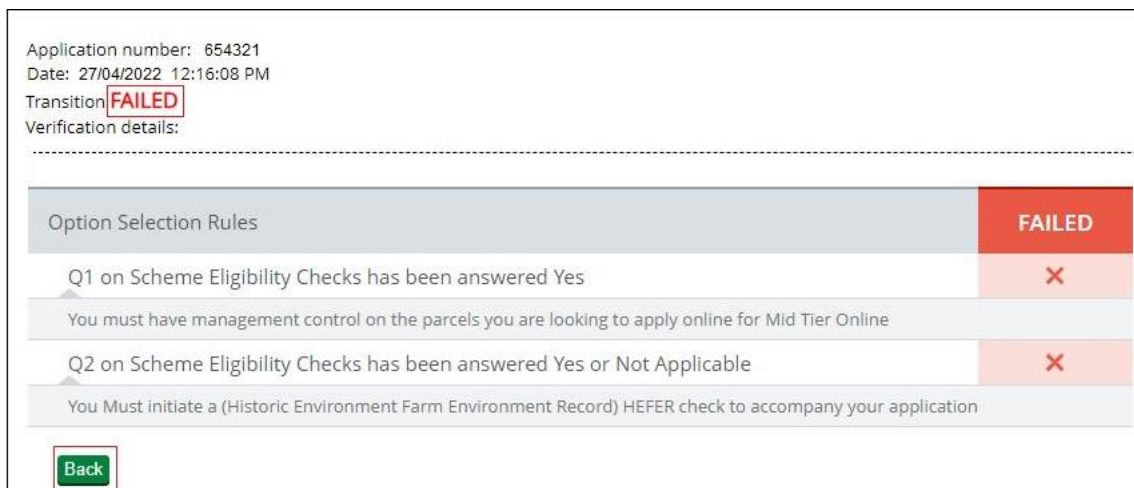 Application number: 654321
Date: 27/04/2022 12:16:08 PM
Transition FAILED
Verification details:
Option Selection Rules FAILED
Q1 on Scheme Eligibility Checks has been answered Yes
You must have management control on the parcels you are looking to apply online for Mid Tier Online
Q2 on Scheme Eligibility Checks has been answered Yes or Not Applicable
You Must initiate a (Historic Environment Farm Environment Record) HEFER check to accompany your application
Back